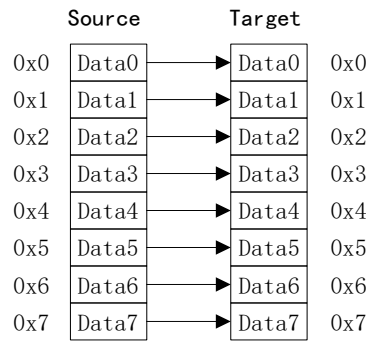 Source Target
0x0 Data0 Data0 0x0
0x1 Data1 Data1 0x1
0x2 Data2 Data2 0x2
0x3 Data3 Data3 0x3
0x4 Data4 Data4 0x4
0x5 Data5 Data5 0x5
0x6 Data6 Data6 0x6
0x7 Data7 Data7 0x7